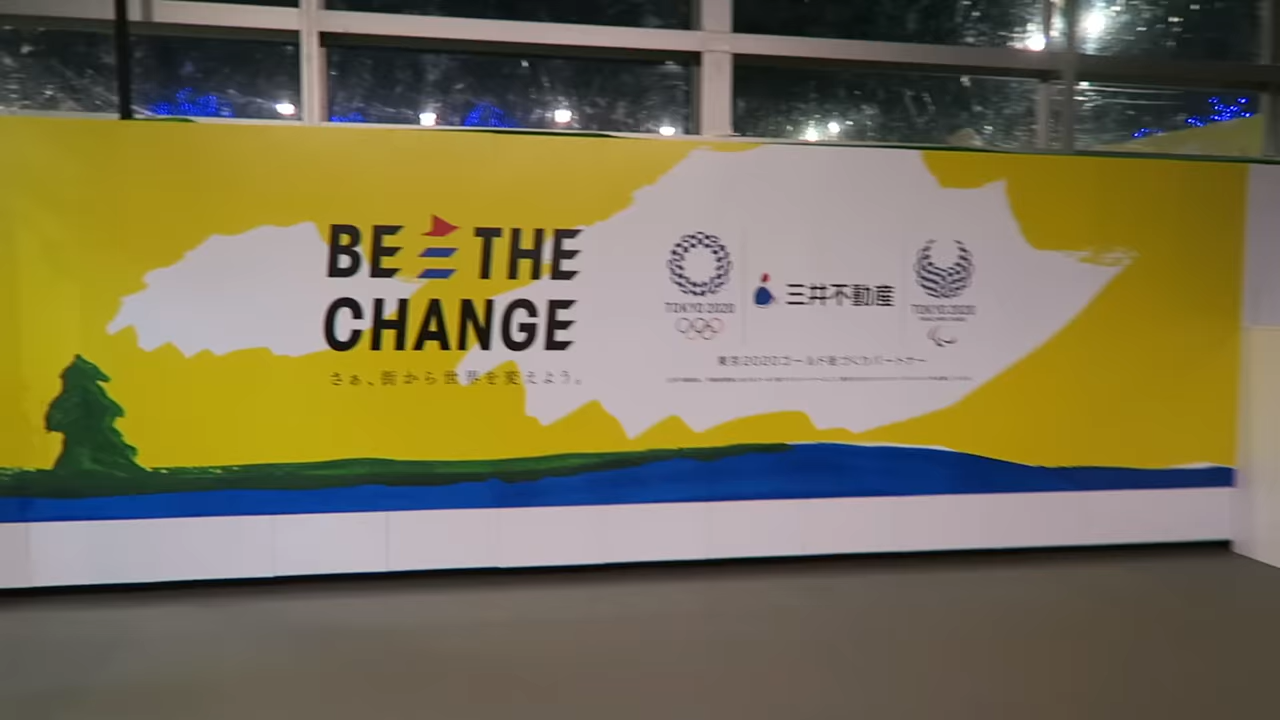 BE THE
CHANGE
さぁ、街から世界を変えよう。
TOKYO 2020
三井不動産
TOKYO 2020
東京2020ゴールド街づくりパートナー